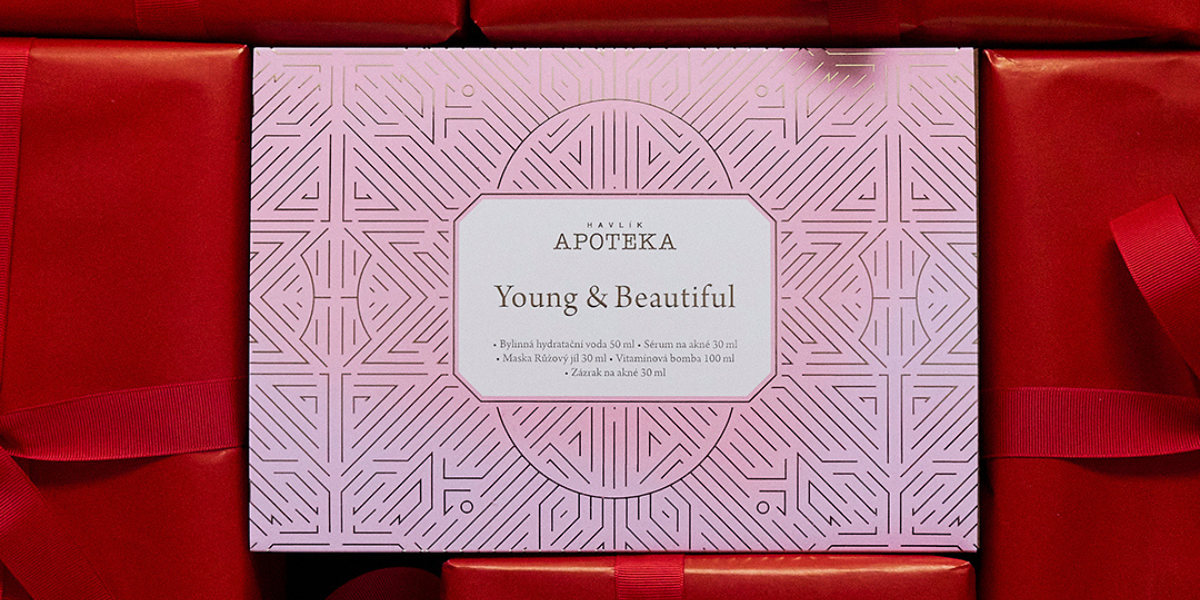 HAVLÍK
APOTEKA
Young & Beautiful
• Bylinná hydratační voda 50 ml • Sérum na akné 30 ml
• Maska Růžový jíl 30 ml • Vitamínová bomba 100 ml
• Zázrak na akné 30 ml